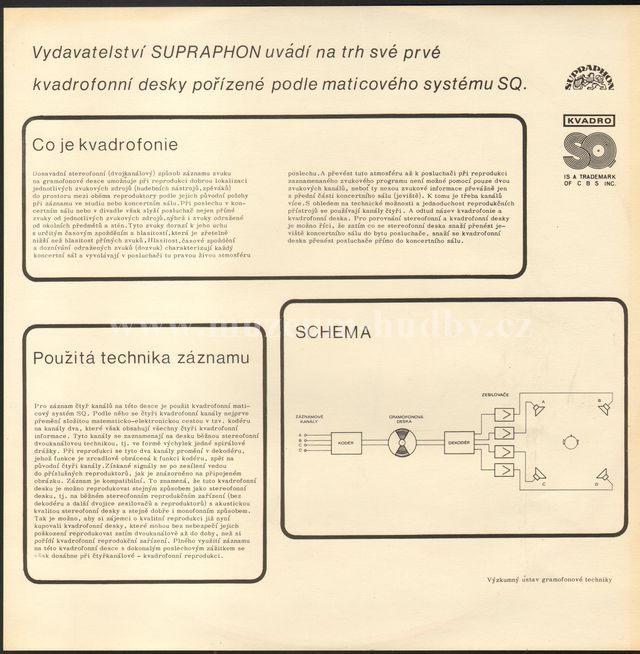 Vydavatelství SUPRAPHON uvádí na trh své prvé
kvadrofonní desky pořízené podle maticového systému SQ.
SUPRAPHON
KVADRO
SQ
IS A TRADEMARK
OF CBS INC.
Co je kvadrofonie
Dosavadní stereofonní (dvojkanálový) způsob záznamu zvuku
na gramofonové desce umožňuje při reprodukci dobrou lokalizaci
jednotlivých zvukových zdrojů (hudebních nástrojů, zpěváků)
do prostoru mezi oběma reproduktory podle jejich původní polohy
při záznamu ve studiu nebo koncertním sálu. Při poslechu v kon-
certním sálu nebo v divadle však slyší posluchač nejen přímé
zvuky od jednotlivých zvukových zdrojů, nýbrž i zvuky odražené
od okolních předmětů a stěn. Tyto zvuky dorazí k jeho uchu
s určitým časovým zpožděním a hlasitostí, která je zřetelně
nižší než hlasitost přímých zvuků. Hlasitost, časové zpoždění
a doznívání odražených zvuků (dozvuk) charakterizují každý
koncertní sál a vyvolávají v posluchači tu pravou živou atmosféru
poslechu. A převést tuto atmosféru až k posluchači při reprodukci
zaznamenaného zvukového programu není možné pomocí pouze dvou
zvukových kanálů, neboť ty nesou zvukové informace převážně jen
z přední části koncertního sálu (jeviště). K tomu je třeba kanálů
více. S ohledem na technické možnosti a jednoduchost reprodukčních
přístrojů se používají kanály čtyři. A odtud název kvadrofonie a
kvadrofonní deska. Pro porovnání stereofonní a kvadrofonní desky
je možno říci, že zatím co se stereofonní deska snaží přenést je-
viště koncertního sálu do bytu posluchače, snaží se kvadrofonní
deska přenést posluchače přímo do koncertního sálu.
www.muzeum-hudby.cz
Použitá technika záznamu
Pro záznam čtyř kanálů na této desce je použit kvadrofonní mati-
cový systém SQ. Podle něho se čtyři kvadrofonní kanály nejprve
přemění složitou matematicko-elektronickou cestou v tzv. kodéru
na kanály dva, které však obsahují všechny čtyři kvadrofonní
informace. Tyto kanály se zaznamenají na desku běžnou stereofonní
dvoukanálovou technikou, tj. ve formě výchylek jedné spirálové
drážky. Při reprodukci se tyto dva kanály promění v dekodéru,
jehož funkce je zrcadlově obrácená k funkci kodéru, zpět na
původní čtyři kanály. Získané signály se po zesílení vedou
do příslušných reproduktorů, jak je znázorněno na připojeném
obrázku. Záznam je kompatibilní. To znamená, že tuto kvadrofonní
desku je možno reprodukovat stejným způsobem jako stereofonní
desku, tj. na běžném stereofonním reprodukčním zařízení (bez
dekodéru a další dvojice zesilovačů a reproduktorů) s akustickou
kvalitou stereofonní desky a stejně dobře i monofonním způsobem.
Tak je možno, aby si zájemci o kvalitní reprodukci již nyní
kupovali kvadrofonní desky, které mohou bez nebezpečí jejich
poškození reprodukovat zatím dvoukanálově až do doby, než si
pořídí kvadrofonní reprodukční zařízení. Plného využití záznamu
na této kvadrofonní desce s dokonalým poslechovým zážitkem se
však dosáhne při čtyřkanálové - kvadrofonní reprodukci.
SCHEMA
ZÁZNAMOVÉ
KANÁLY
A
B
C
D
KODÉR
GRAMOFONOVÁ
DESKA
DEKODÉR
ZESILOVAČE
A
B
C
D
Výzkumný ústav gramofonové techniky